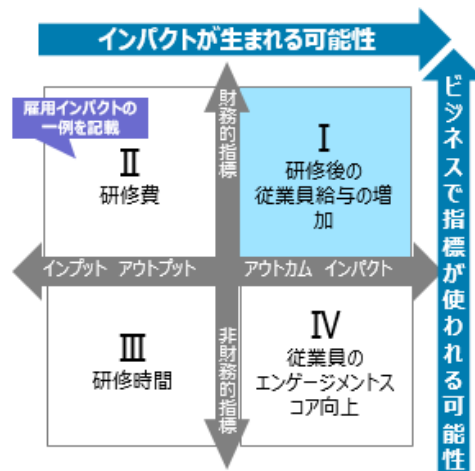 インパクトが生まれる可能性
ビジネスで指標が使われる可能性
財務的指標
雇用インパクトの
一例を記載
Ⅱ
研修費
Ⅰ
研修後の
従業員給与の増
加
インプット アウトプット
アウトカム インパクト
Ⅲ
研修時間
非財務的指標
Ⅳ
従業員の
エンゲージメントス
コア向上